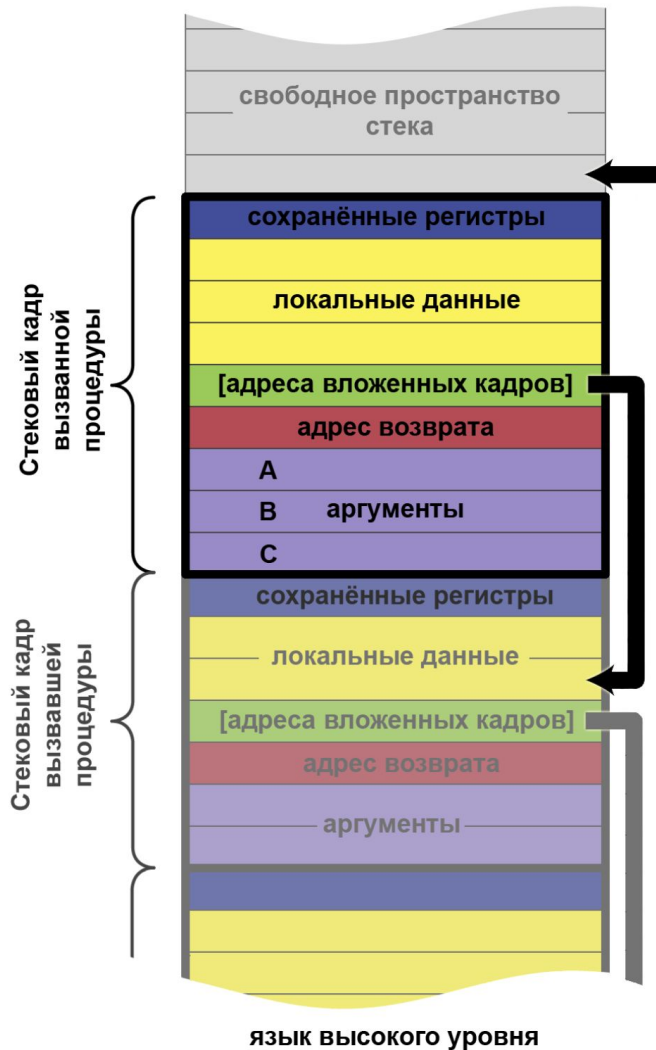 свободное пространство
стека
сохранённые регистры
локальные данные
[адреса вложенных кадров]
адрес возврата
A
B аргументы
C
Стековый кадр
вызванной
процедуры
сохранённые регистры
локальные данные
[адреса вложенных кадров]
адрес возврата
аргументы
Стековый кадр
вызвавшей
процедуры
язык высокого уровня